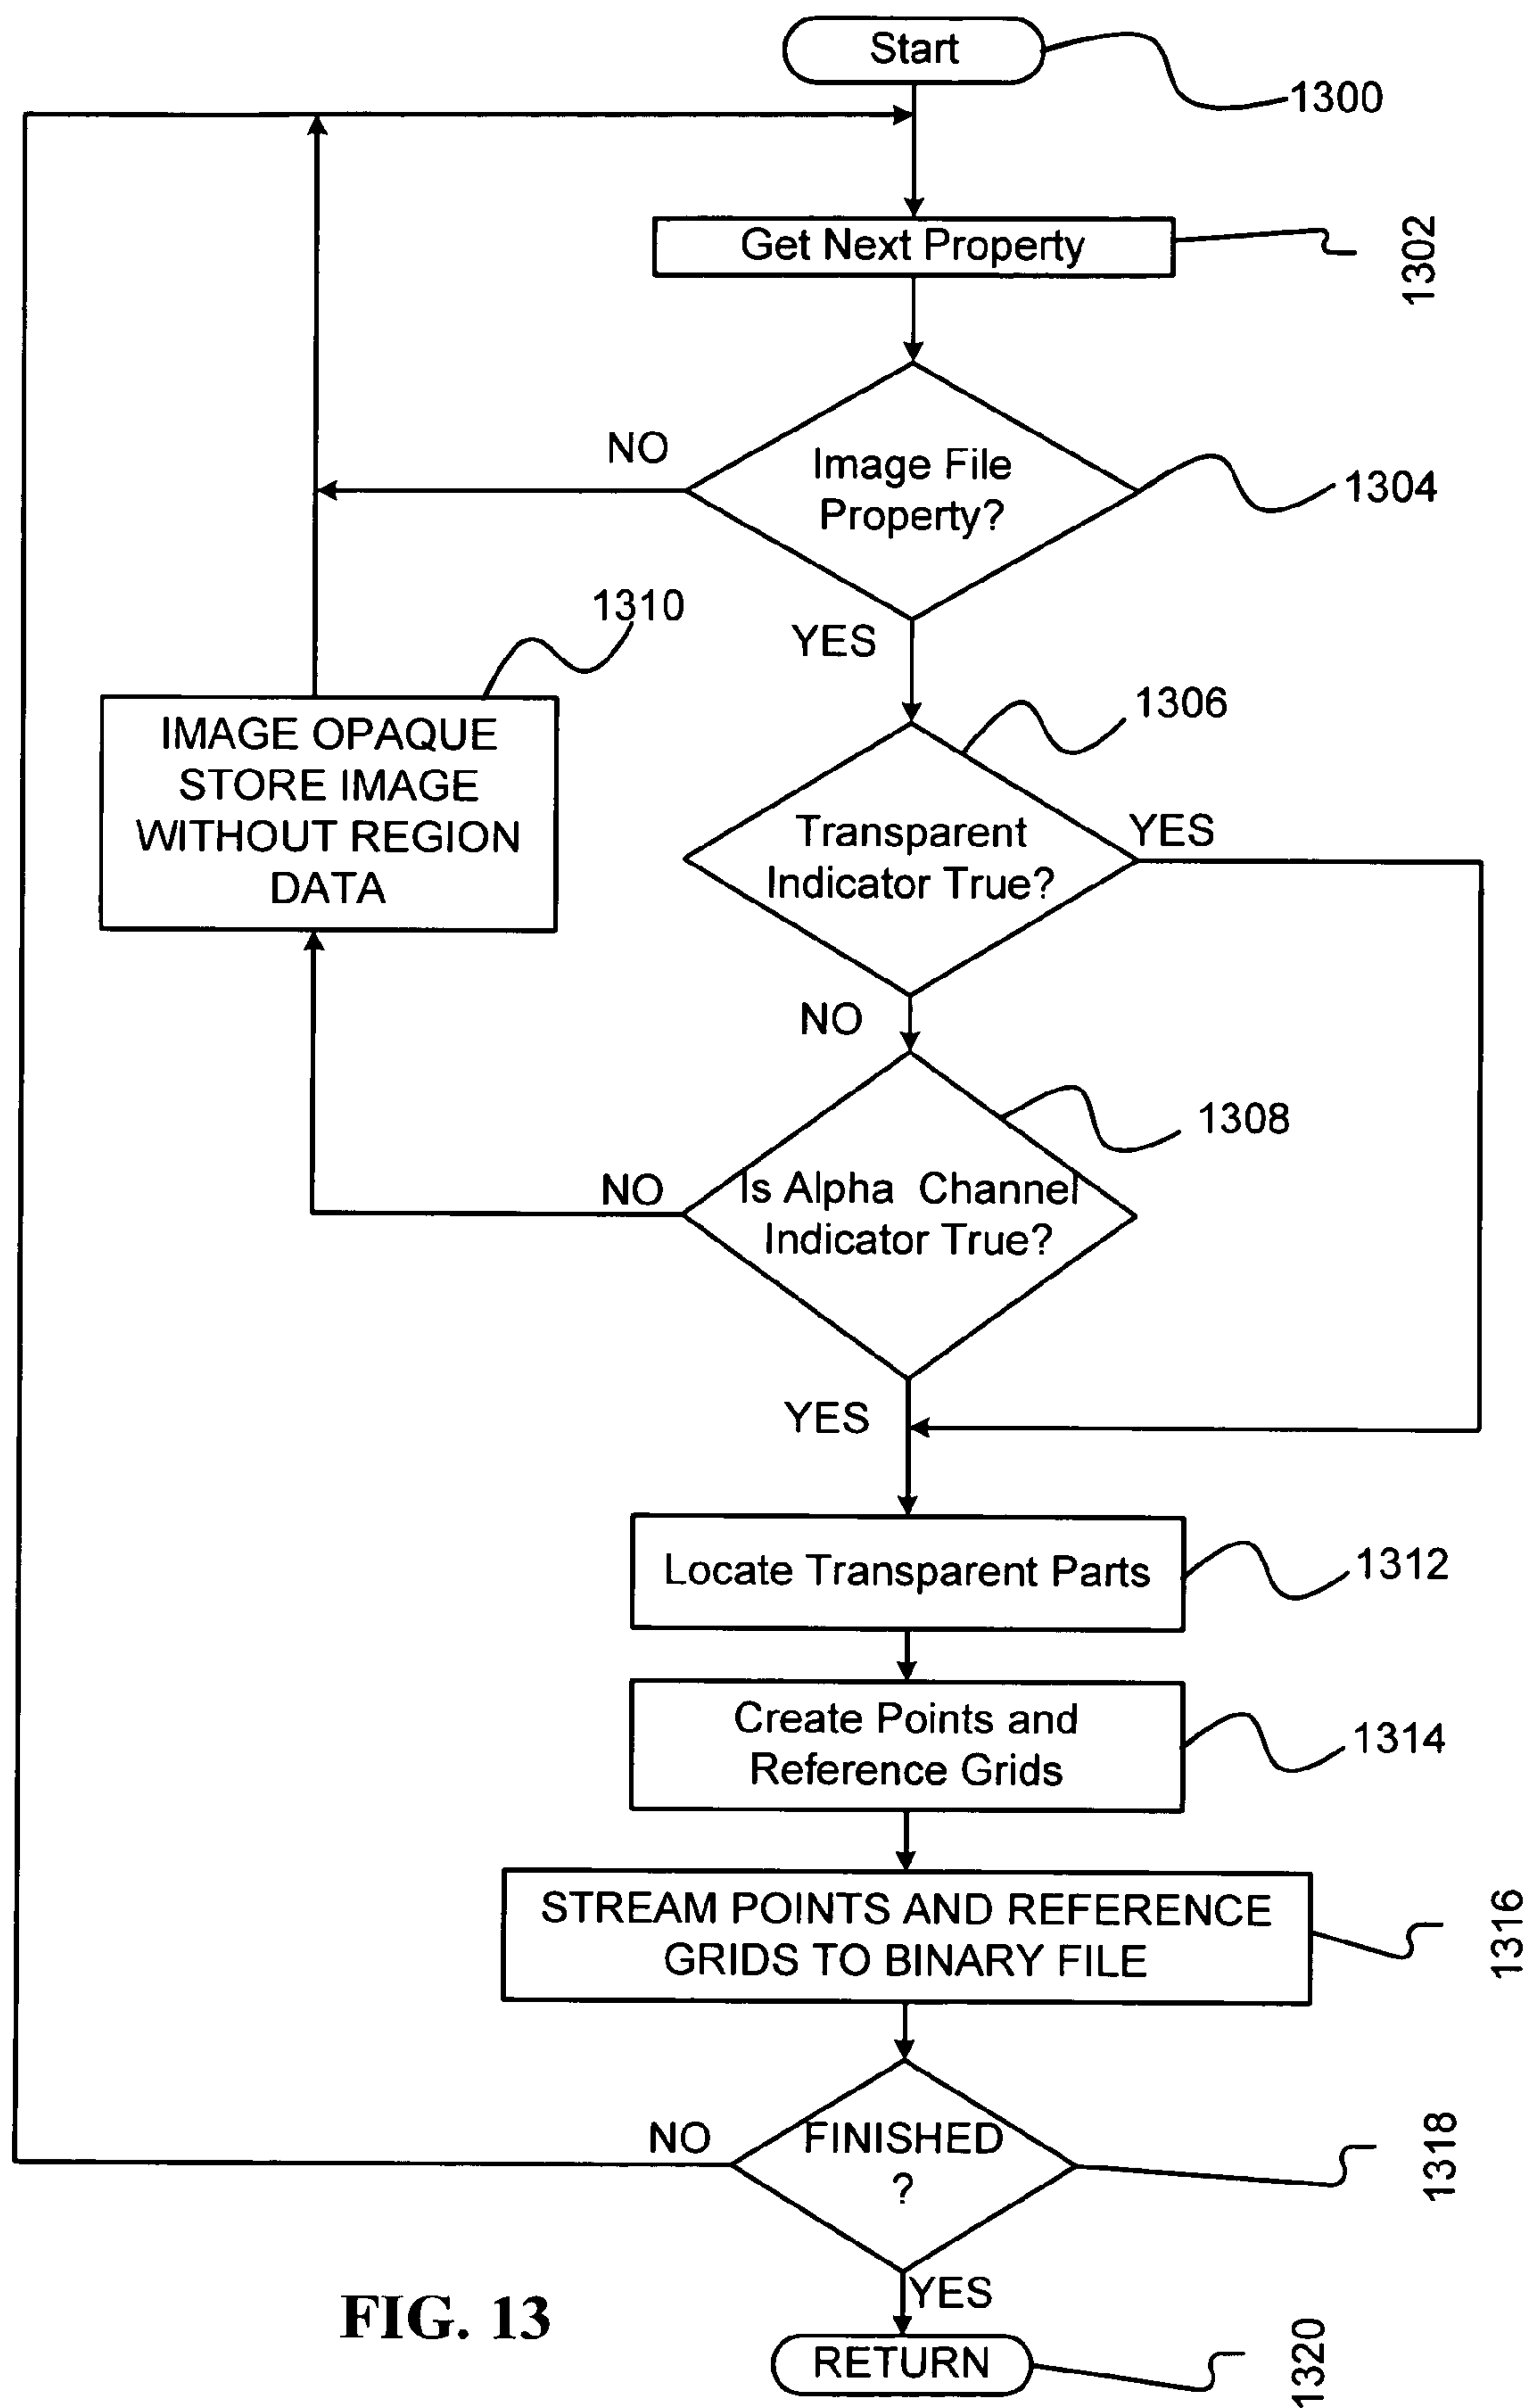 Start
1300
Get Next Property
1302
NO
Image File
Property?
1304
YES
1310
IMAGE OPAQUE
STORE IMAGE
WITHOUT REGION
DATA
1306
Transparent
Indicator True?
YES
NO
1308
NO
Is Alpha Channel
Indicator True?
YES
Locate Transparent Parts
1312
Create Points and
Reference Grids
1314
STREAM POINTS AND REFERENCE
GRIDS TO BINARY FILE
1316
NO
FINISHED
?
1318
YES
FIG. 13
RETURN
1320